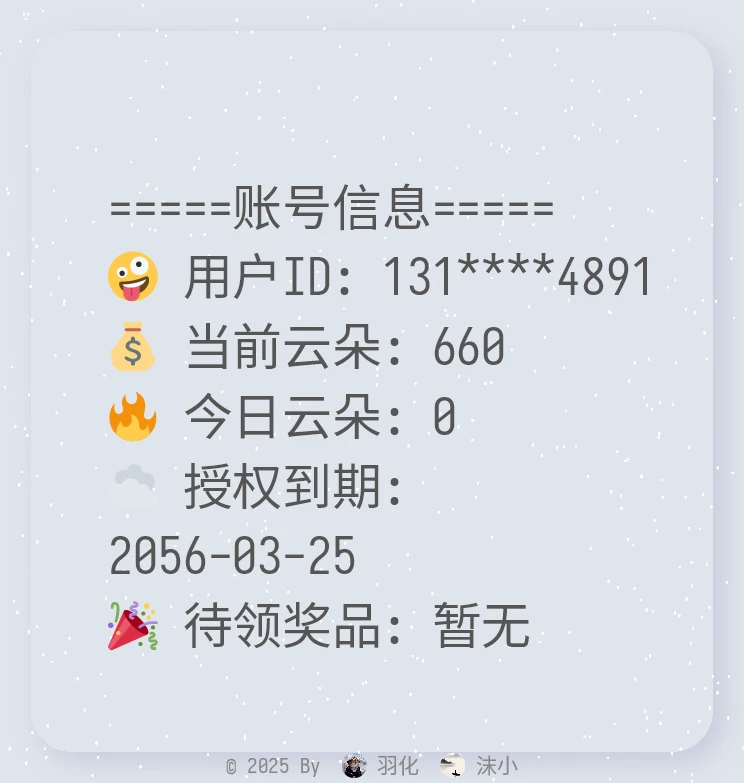 =====账号信息=====
🤪 用户ID: 131****4891
💰 当前云朵: 660
🔥 今日云朵: 0
☁️ 授权到期:
2056-03-25
🎉 待领奖品: 暂无
© 2025 By 羽化 沫小